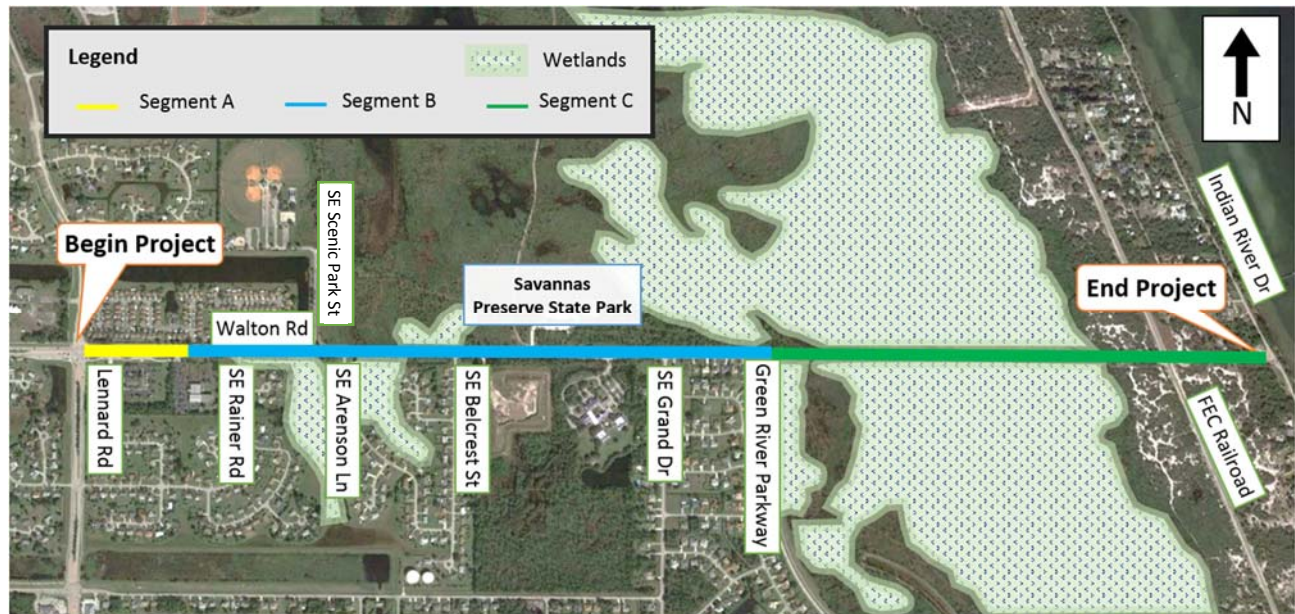 Legend
Wetlands
Segment A
Segment B
Segment C
N
Begin Project
SE Scenic Park St
Savannas
Preserve State Park
Walton Rd
End Project
Indian River Dr
Lennard Rd
SE Rainer Rd
SE Arenson Ln
SE Belcrest St
SE Grand Dr
Green River Parkway
FEC Railroad